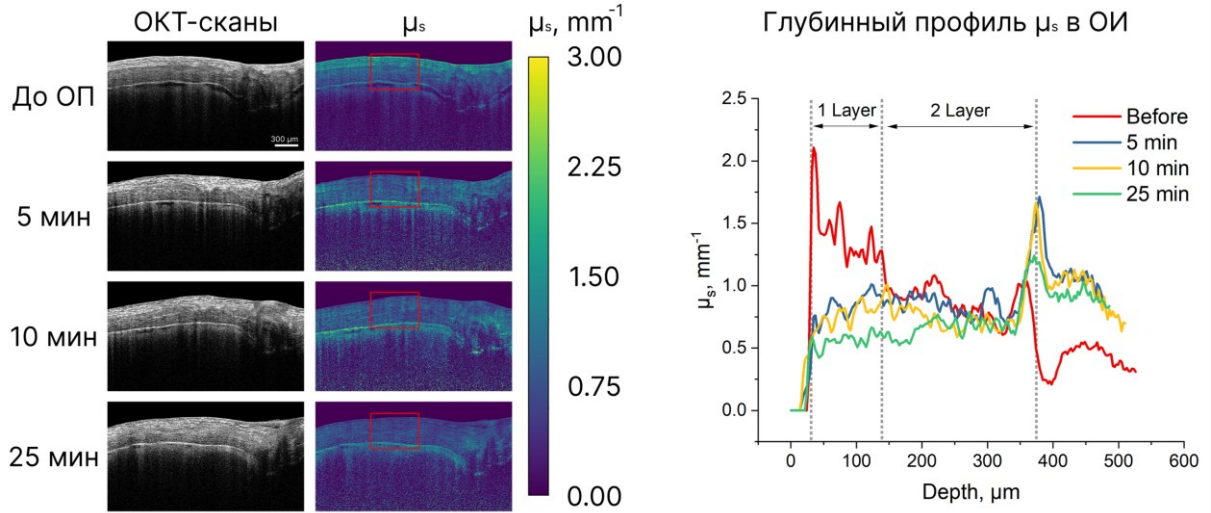 ОКТ-сканы
μs
μs, mm-1
До ОП
300 μm
5 мин
10 мин
25 мин
3.00
2.25
1.50
0.75
0.00
Глубинный профиль μs в ОИ
1 Layer
2 Layer
Before
5 min
10 min
25 min
μs, mm-1
2.5
2.0
1.5
1.0
0.5
0.0
0 100 200 300 400 500 600
Depth, μm